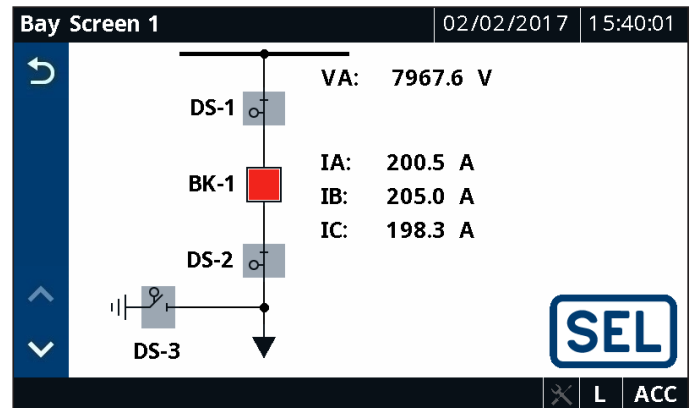 Bay Screen 1 02/02/2017 15:40:01
VA: 7967.6 V
DS-1
BK-1
IA: 200.5 A
IB: 205.0 A
IC: 198.3 A
DS-2
DS-3
SEL
L ACC